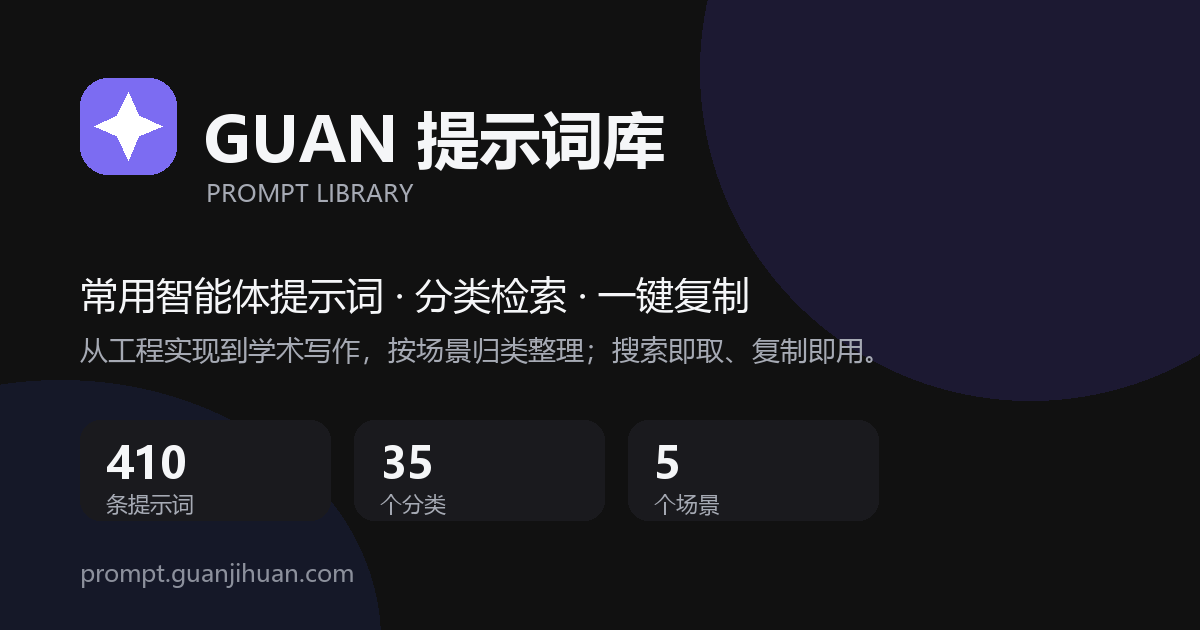 GUAN 提示词库
PROMPT LIBRARY
常用智能体提示词 · 分类检索 · 一键复制
从工程实现到学术写作，按场景归类整理；搜索即取、复制即用。
410
条提示词
35
个分类
5
个场景
prompt.guanjihuan.com